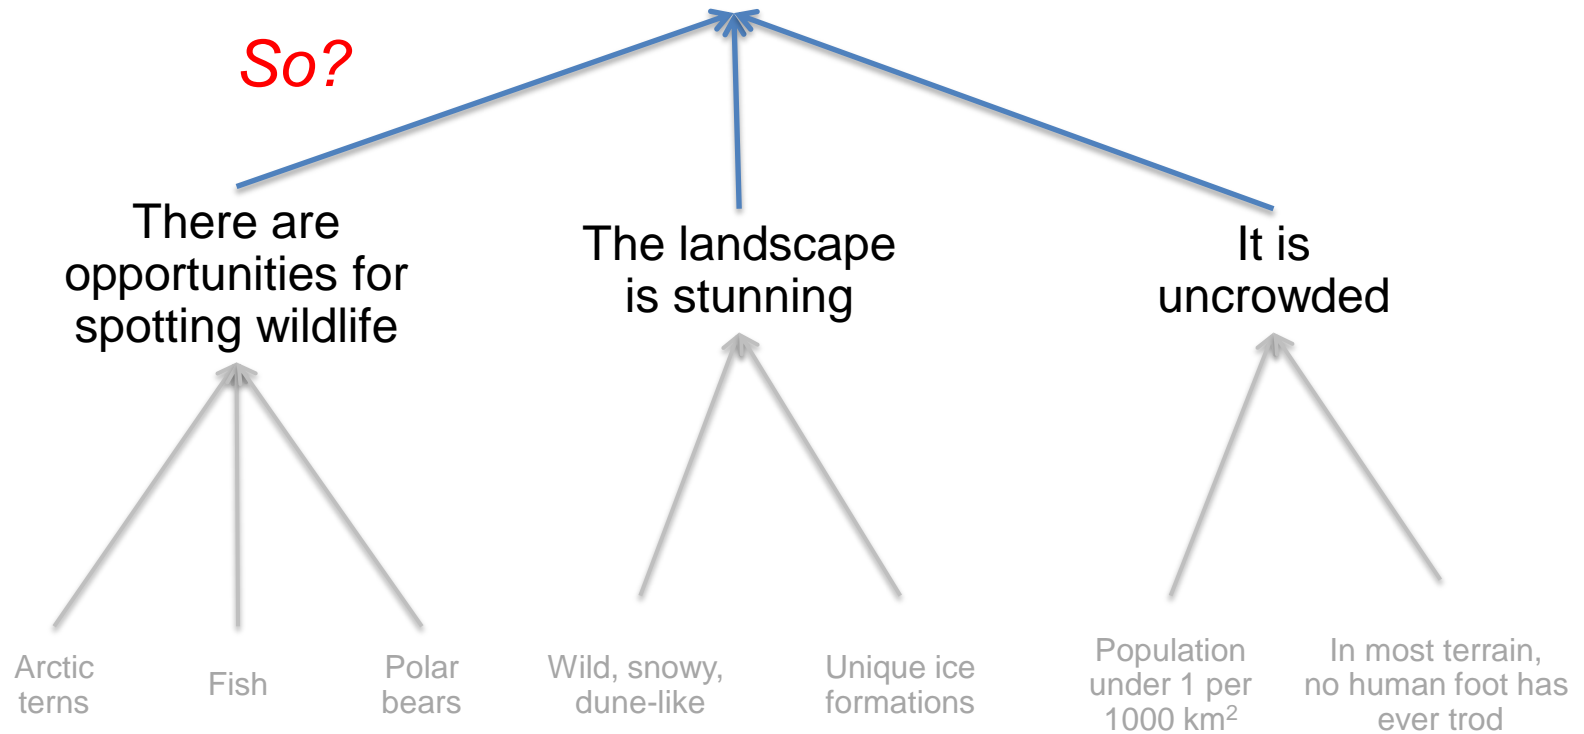 So?
There are
opportunities for
spotting wildlife
The landscape
is stunning
It is
uncrowded
Arctic
terns
Fish
Polar
bears
Wild, snowy,
dune-like
Unique ice
formations
Population
under 1 per
1000 km²
In most terrain,
no human foot has
ever trod